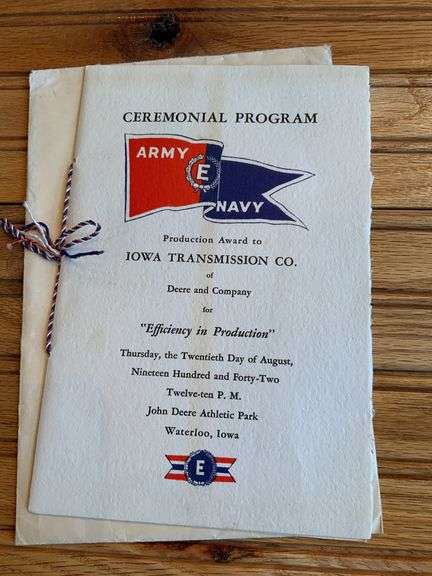 CEREMONIAL PROGRAM
ARMY E NAVY
Production Award to
IOWA TRANSMISSION CO.
of
Deere and Company
for
"Efficiency in Production"
Thursday, the Twentieth Day of August,
Nineteen Hundred and Forty-Two
Twelve-ten P. M.
John Deere Athletic Park
Waterloo, Iowa
E